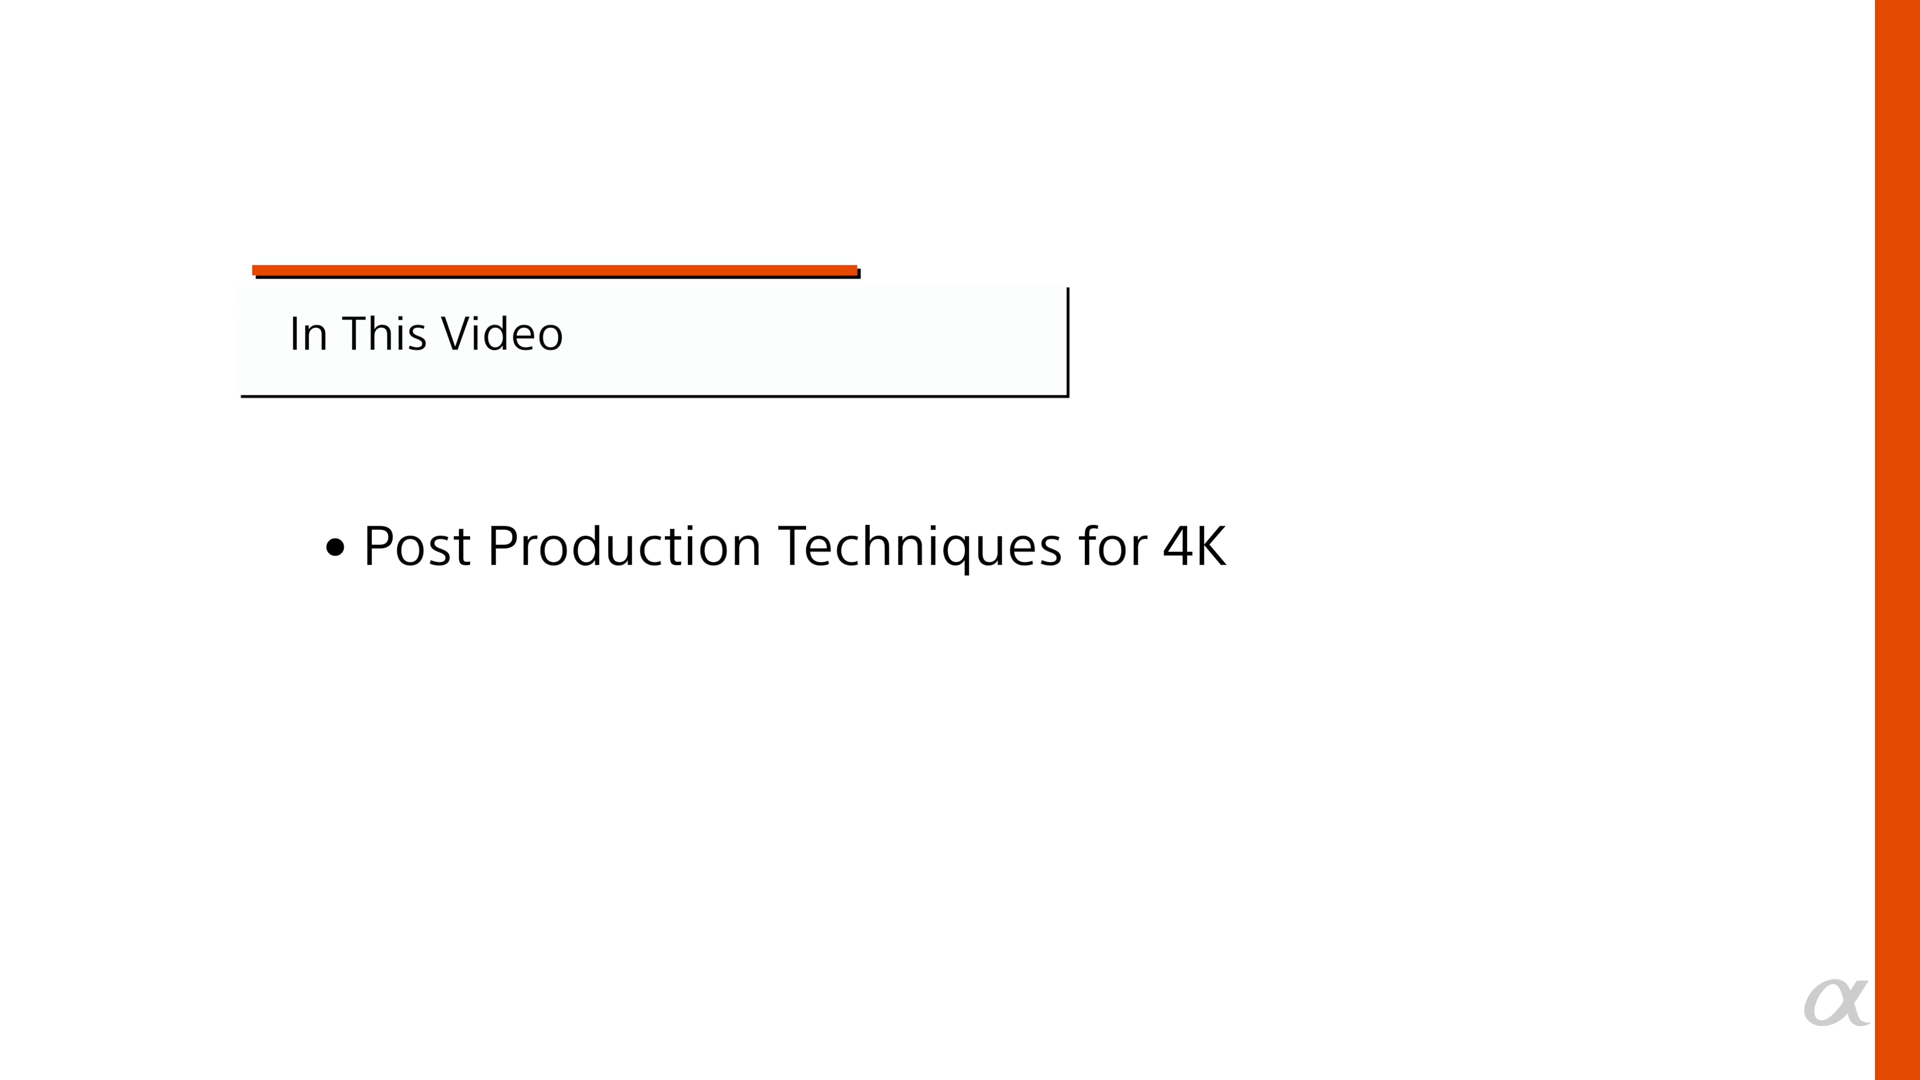 In This Video
• Post Production Techniques for 4K
α